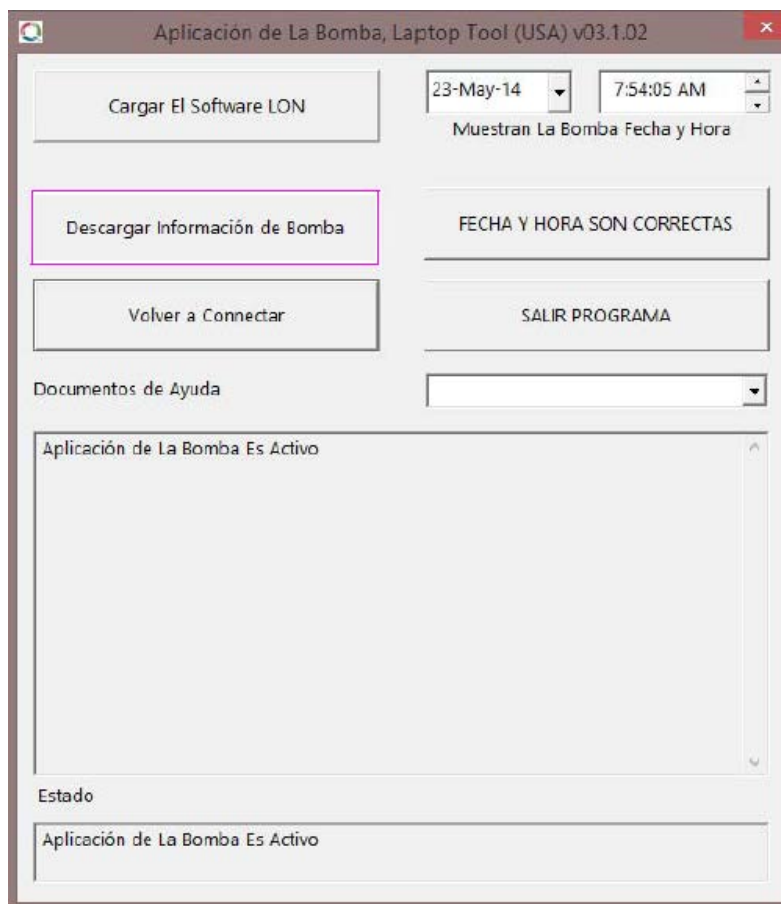 Aplicación de La Bomba, Laptop Tool (USA) v03.1.02
Cargar El Software LON
23-May-14
7:54:05 AM
Muestran La Bomba Fecha y Hora
Descargar Información de Bomba
FECHA Y HORA SON CORRECTAS
Volver a Connectar
SALIR PROGRAMA
Documentos de Ayuda
Aplicación de La Bomba Es Activo
Estado
Aplicación de La Bomba Es Activo